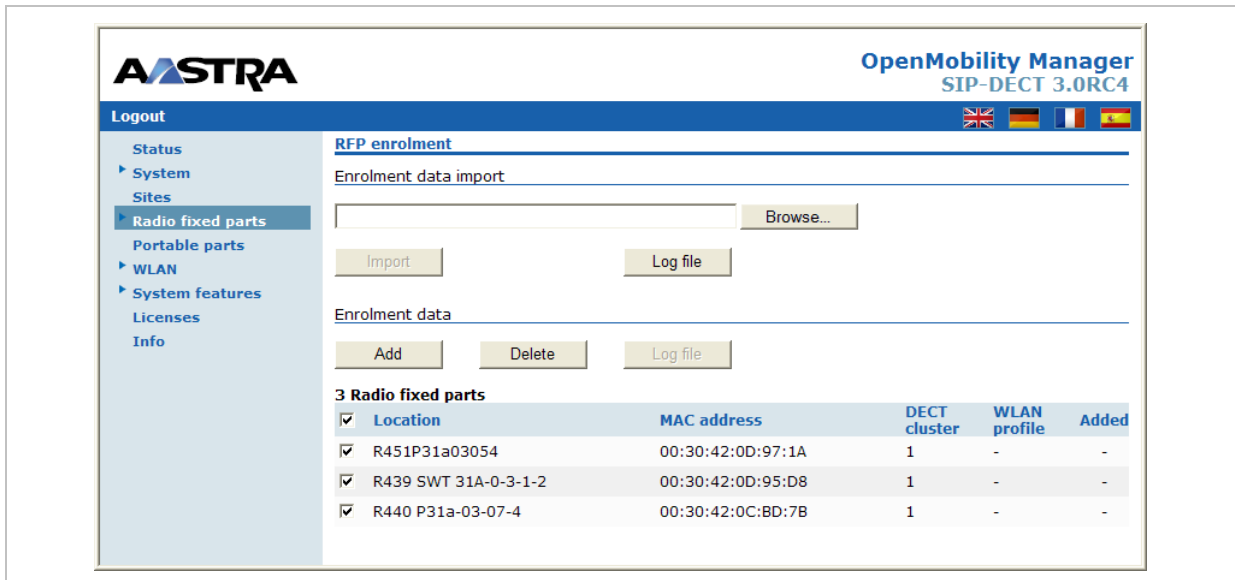 AASTRA
OpenMobility Manager
SIP-DECT 3.0RC4
Logout
Status
System
Sites
Radio fixed parts
Portable parts
WLAN
System features
Licenses
Info
RFP enrolment
Enrolment data import
Browse...
Import Log file
Enrolment data
Add Delete Log file
3 Radio fixed parts
Location MAC address DECT cluster WLAN profile Added
R451P31a03054 00:30:42:0D:97:1A 1 - -
R439 SWT 31A-0-3-1-2 00:30:42:0D:95:D8 1 - -
R440 P31a-03-07-4 00:30:42:0C:BD:7B 1 - -